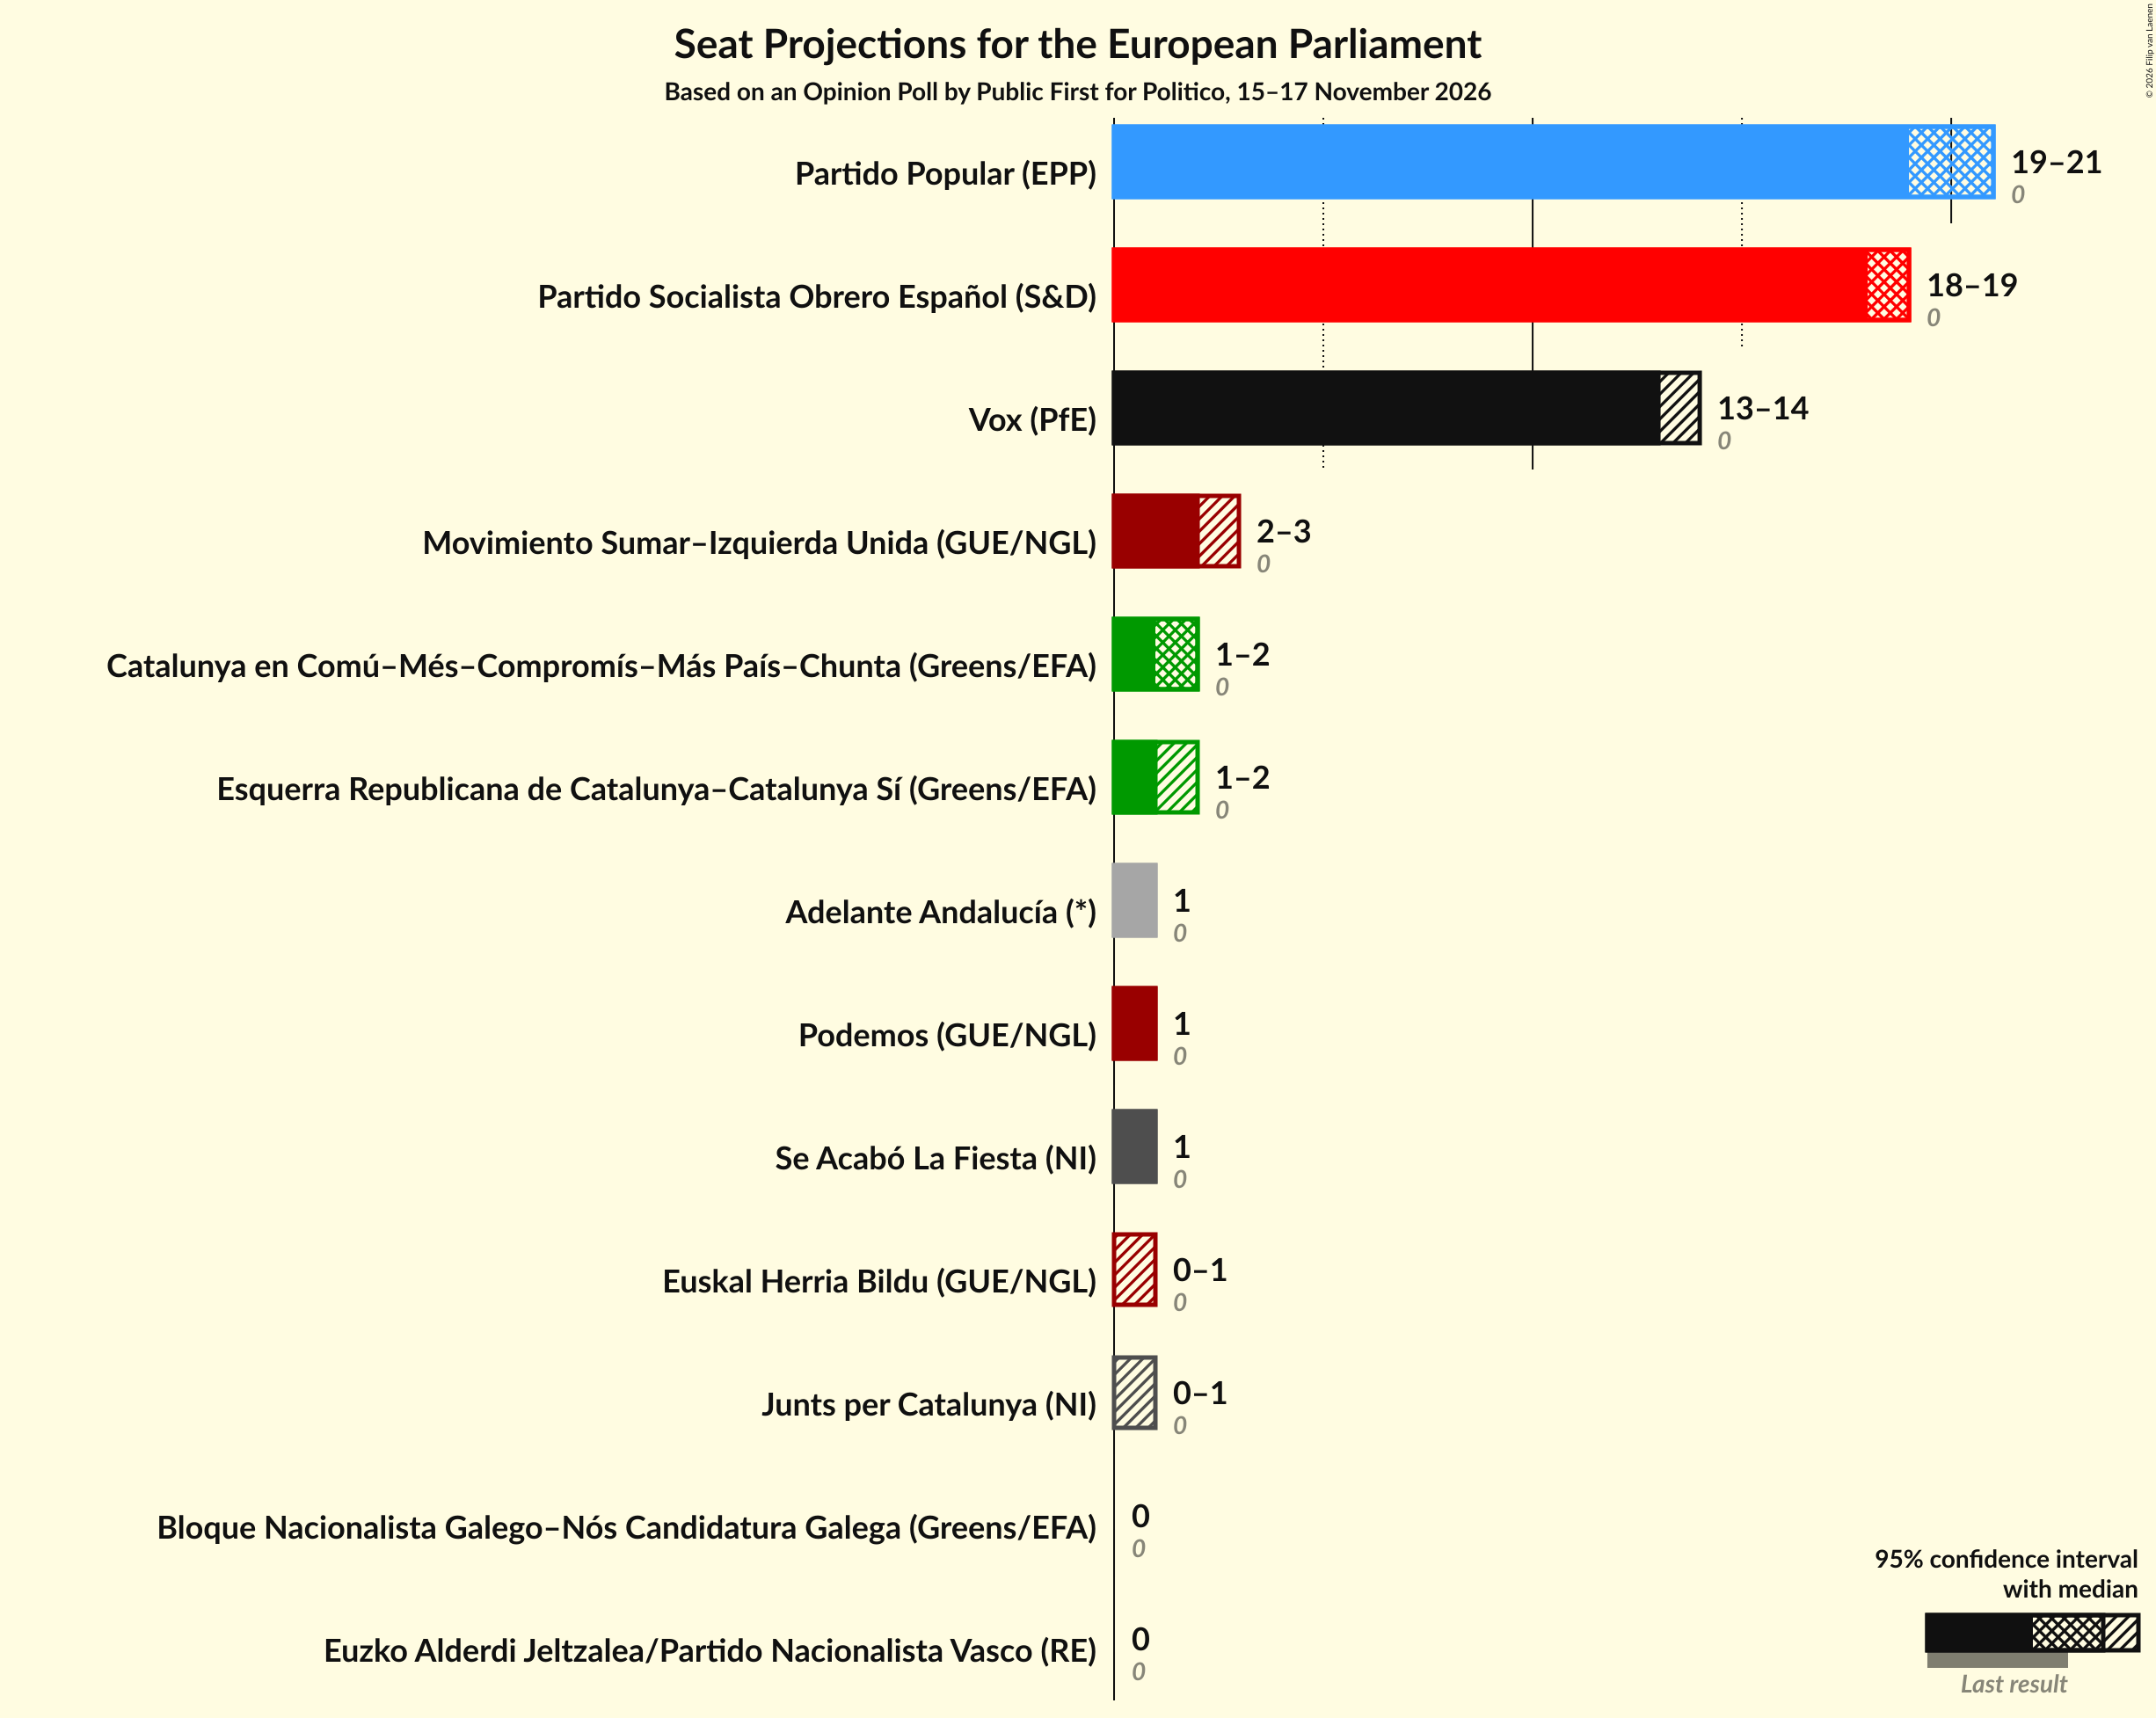 Seat Projections for the European Parliament
Based on an Opinion Poll by Public First for Politico, 15–17 November 2026
© 2026 Filip van Laenen
Partido Popular (EPP)
19–21
0
Partido Socialista Obrero Español (S&D)
18–19
0
Vox (PfE)
13–14
0
Movimiento Sumar–Izquierda Unida (GUE/NGL)
2–3
0
Catalunya en Comú–Més–Compromís–Más País–Chunta (Greens/EFA)
1–2
0
Esquerra Republicana de Catalunya–Catalunya Sí (Greens/EFA)
1–2
0
Adelante Andalucía (*)
1
0
Podemos (GUE/NGL)
1
0
Se Acabó La Fiesta (NI)
1
0
Euskal Herria Bildu (GUE/NGL)
0–1
0
Junts per Catalunya (NI)
0–1
0
Bloque Nacionalista Galego–Nós Candidatura Galega (Greens/EFA)
0
0
Euzko Alderdi Jeltzalea/Partido Nacionalista Vasco (RE)
0
0
95% confidence interval
with median
Last result